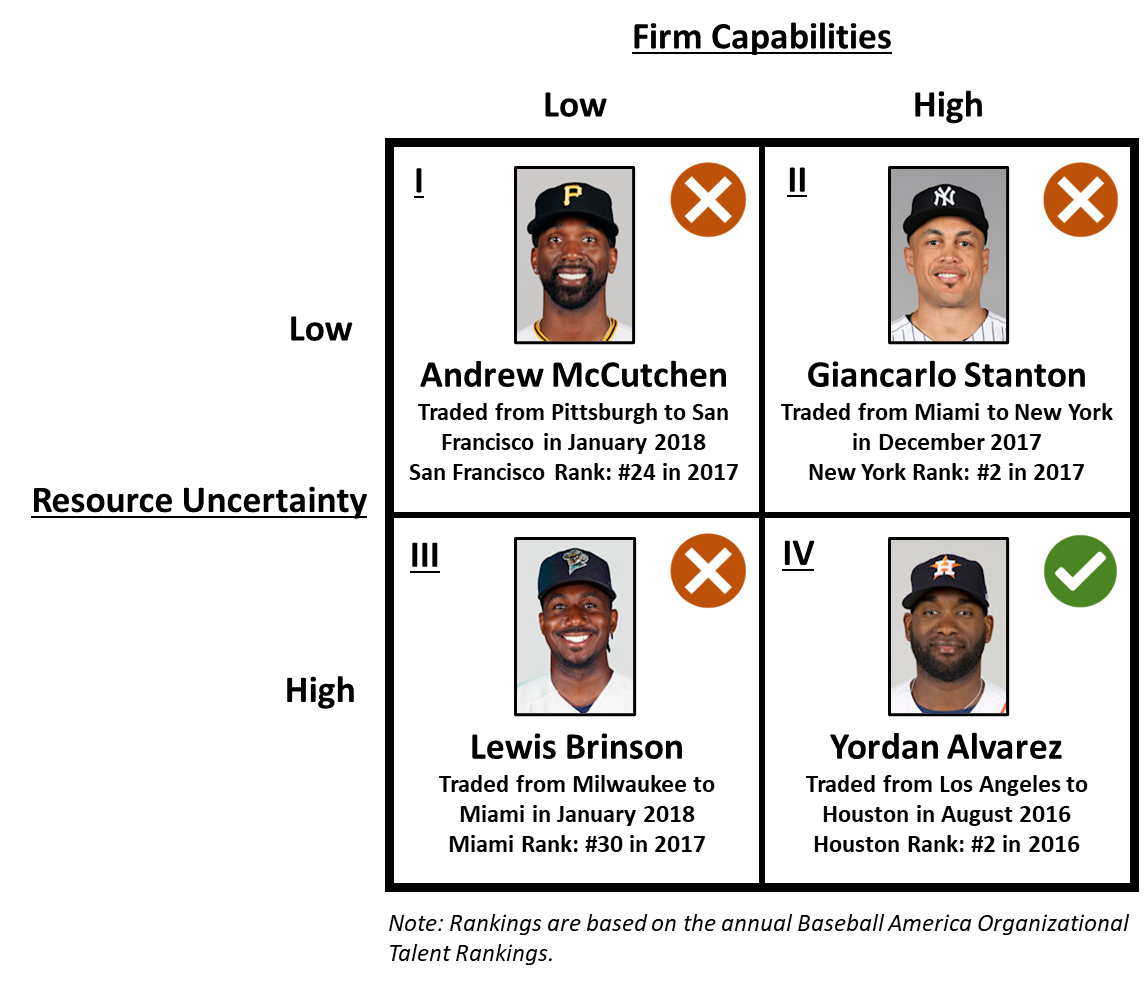 Firm Capabilities
Low
High
I
II
P
NY
Low
Andrew McCutchen
Traded from Pittsburgh to San
Francisco in January 2018
San Francisco Rank: #24 in 2017
Giancarlo Stanton
Traded from Miami to New York
in December 2017
New York Rank: #2 in 2017
Resource Uncertainty
III
IV
H
High
Lewis Brinson
Traded from Milwaukee to
Miami in January 2018
Miami Rank: #30 in 2017
Yordan Alvarez
Traded from Los Angeles to
Houston in August 2016
Houston Rank: #2 in 2016
Note: Rankings are based on the annual Baseball America Organizational
Talent Rankings.